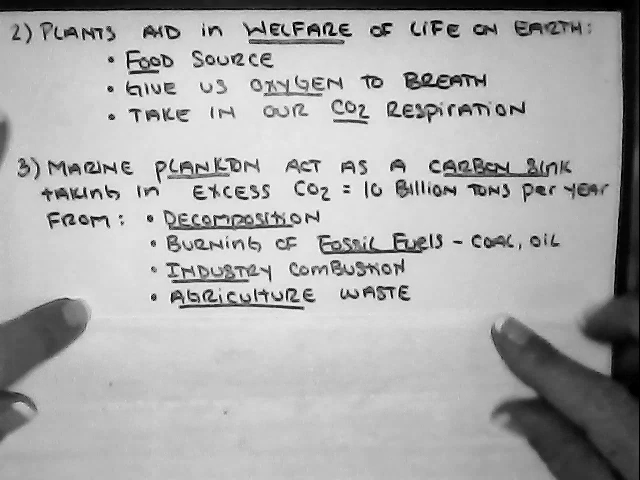 2) PLANTS AID in WELFARE OF LIFE ON EARTH:
• FOOD SOURCE
• GIVE US OXYGEN TO BREATH
• TAKE IN OUR CO2 RESPIRATION
3) MARINE PLANKTON ACT AS A CARBON SINK
TAKING IN EXCESS CO2 = 10 BILLION TONS PER YEAR
FROM: • DECOMPOSITION
• BURNING OF FOSSIL FUELS - COAL, OIL
• INDUSTRY COMBUSTION
• AGRICULTURE WASTE